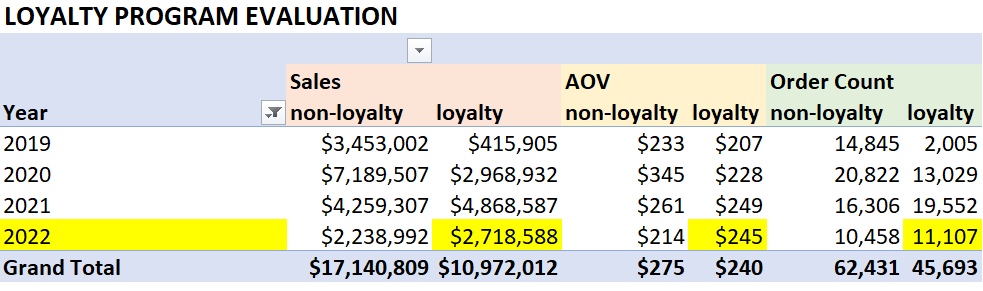 LOYALTY PROGRAM EVALUATION
Sales AOV Order Count
Year non-loyalty loyalty non-loyalty loyalty non-loyalty loyalty
2019 $3,453,002 $415,905 $233 $207 14,845 2,005
2020 $7,189,507 $2,968,932 $345 $228 20,822 13,029
2021 $4,259,307 $4,868,587 $261 $249 16,306 19,552
2022 $2,238,992 $2,718,588 $214 $245 10,458 11,107
Grand Total $17,140,809 $10,972,012 $275 $240 62,431 45,693